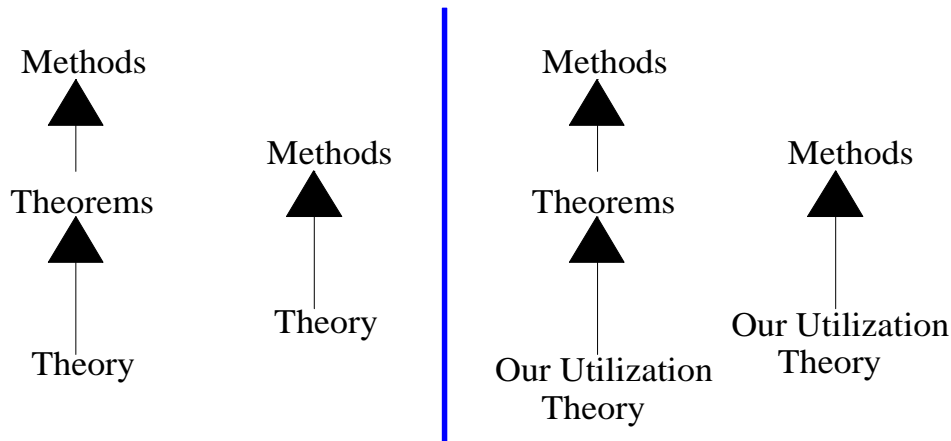 Methods
Theorems
Theory
Methods
Theory
Methods
Theorems
Our Utilization
Theory
Methods
Our Utilization
Theory